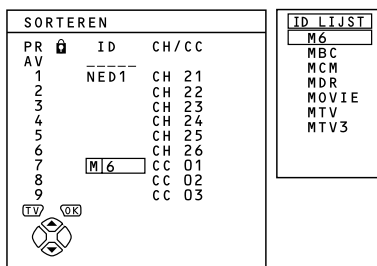 SORTEREN
PR ID CH/CC
AV _____
1 NED1 CH 21
2 CH 22
3 CH 23
4 CH 24
5 CH 25
6 CH 26
7 M6 CC 01
8 CC 02
9 CC 03
TV OK
ID LIJST
M6
MBC
MCM
MDR
MOVIE
MTV
MTV3